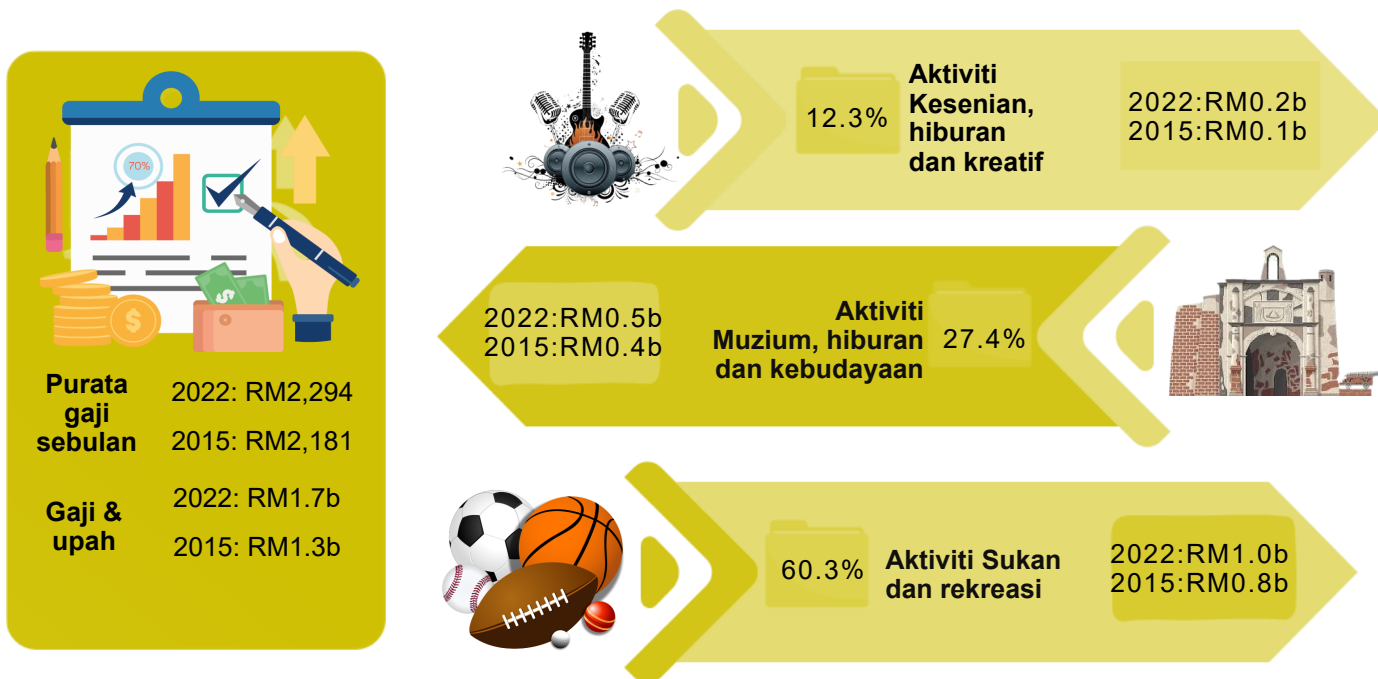 70%
Purata
gaji
sebulan
2022: RM2,294
2015: RM2,181
Gaji &
upah
2022: RM1.7b
2015: RM1.3b
12.3%
Aktiviti
Kesenian,
hiburan
dan kreatif
2022:RM0.2b
2015:RM0.1b
2022:RM0.5b
2015:RM0.4b
Aktiviti
Muzium, hiburan
dan kebudayaan
27.4%
60.3%
Aktiviti Sukan
dan rekreasi
2022:RM1.0b
2015:RM0.8b